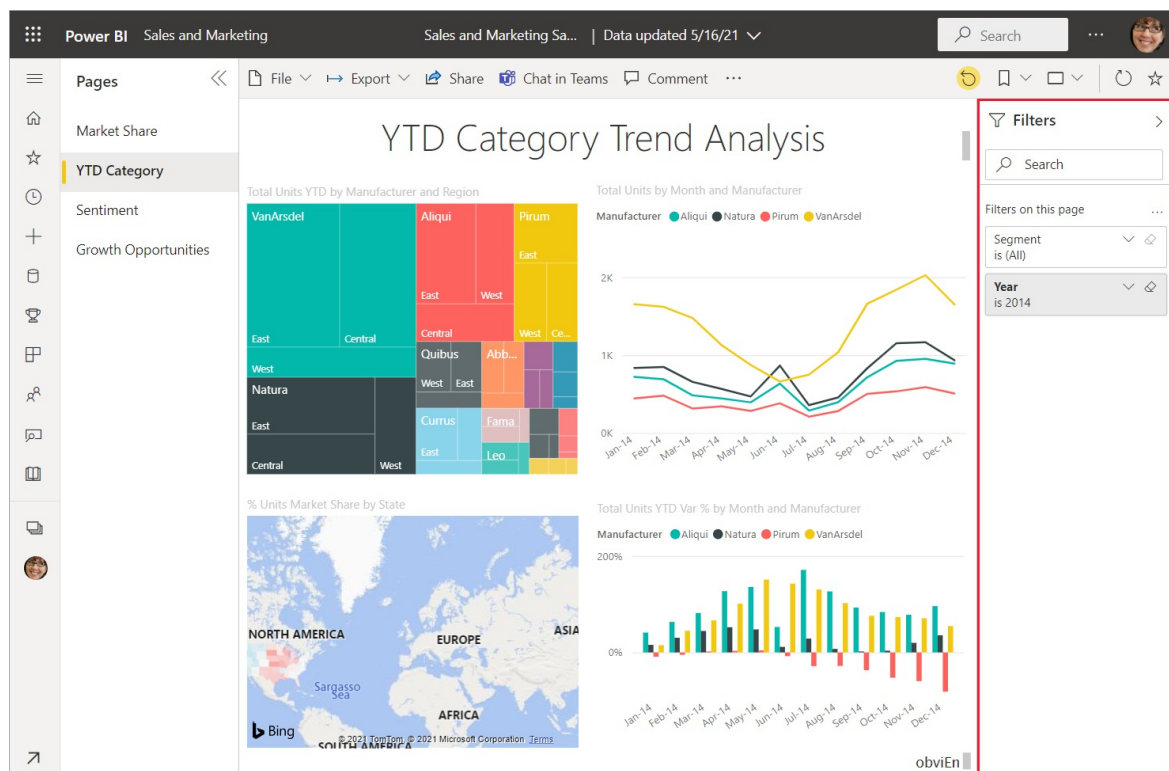 Power BI Sales and Marketing Sales and Marketing Sa... | Data updated 5/16/21 Search ...
Pages
Market Share
YTD Category
Sentiment
Growth Opportunities
File Export Share Chat in Teams Comment ...
YTD Category Trend Analysis
Total Units YTD by Manufacturer and Region
VanArsdel
East
Central
West
Aliqui
East
West
Central
Pirum
East
West
Ce...
Natura
East
Central
West
Quibus
West
East
Abb...
Currus
East
Fama
Leo
Total Units by Month and Manufacturer
Manufacturer Aliqui Natura Pirum VanArsdel
2K
1K
0K
Jan-14 Feb-14 Mar-14 Apr-14 May-14 Jun-14 Jul-14 Aug-14 Sep-14 Oct-14 Nov-14 Dec-14
% Units Market Share by State
NORTH AMERICA
EUROPE
ASIA
Sargasso
Sea
AFRICA
Bing
© 2021 TomTom, © 2021 Microsoft Corporation Terms
SOUTH AMERICA
Total Units YTD Var % by Month and Manufacturer
Manufacturer Aliqui Natura Pirum VanArsdel
200%
0%
Jan-14 Feb-14 Mar-14 Apr-14 May-14 Jun-14 Jul-14 Aug-14 Sep-14 Oct-14 Nov-14 Dec-14
obviEn
Filters
Search
Filters on this page ...
Segment
is (All)
Year
is 2014